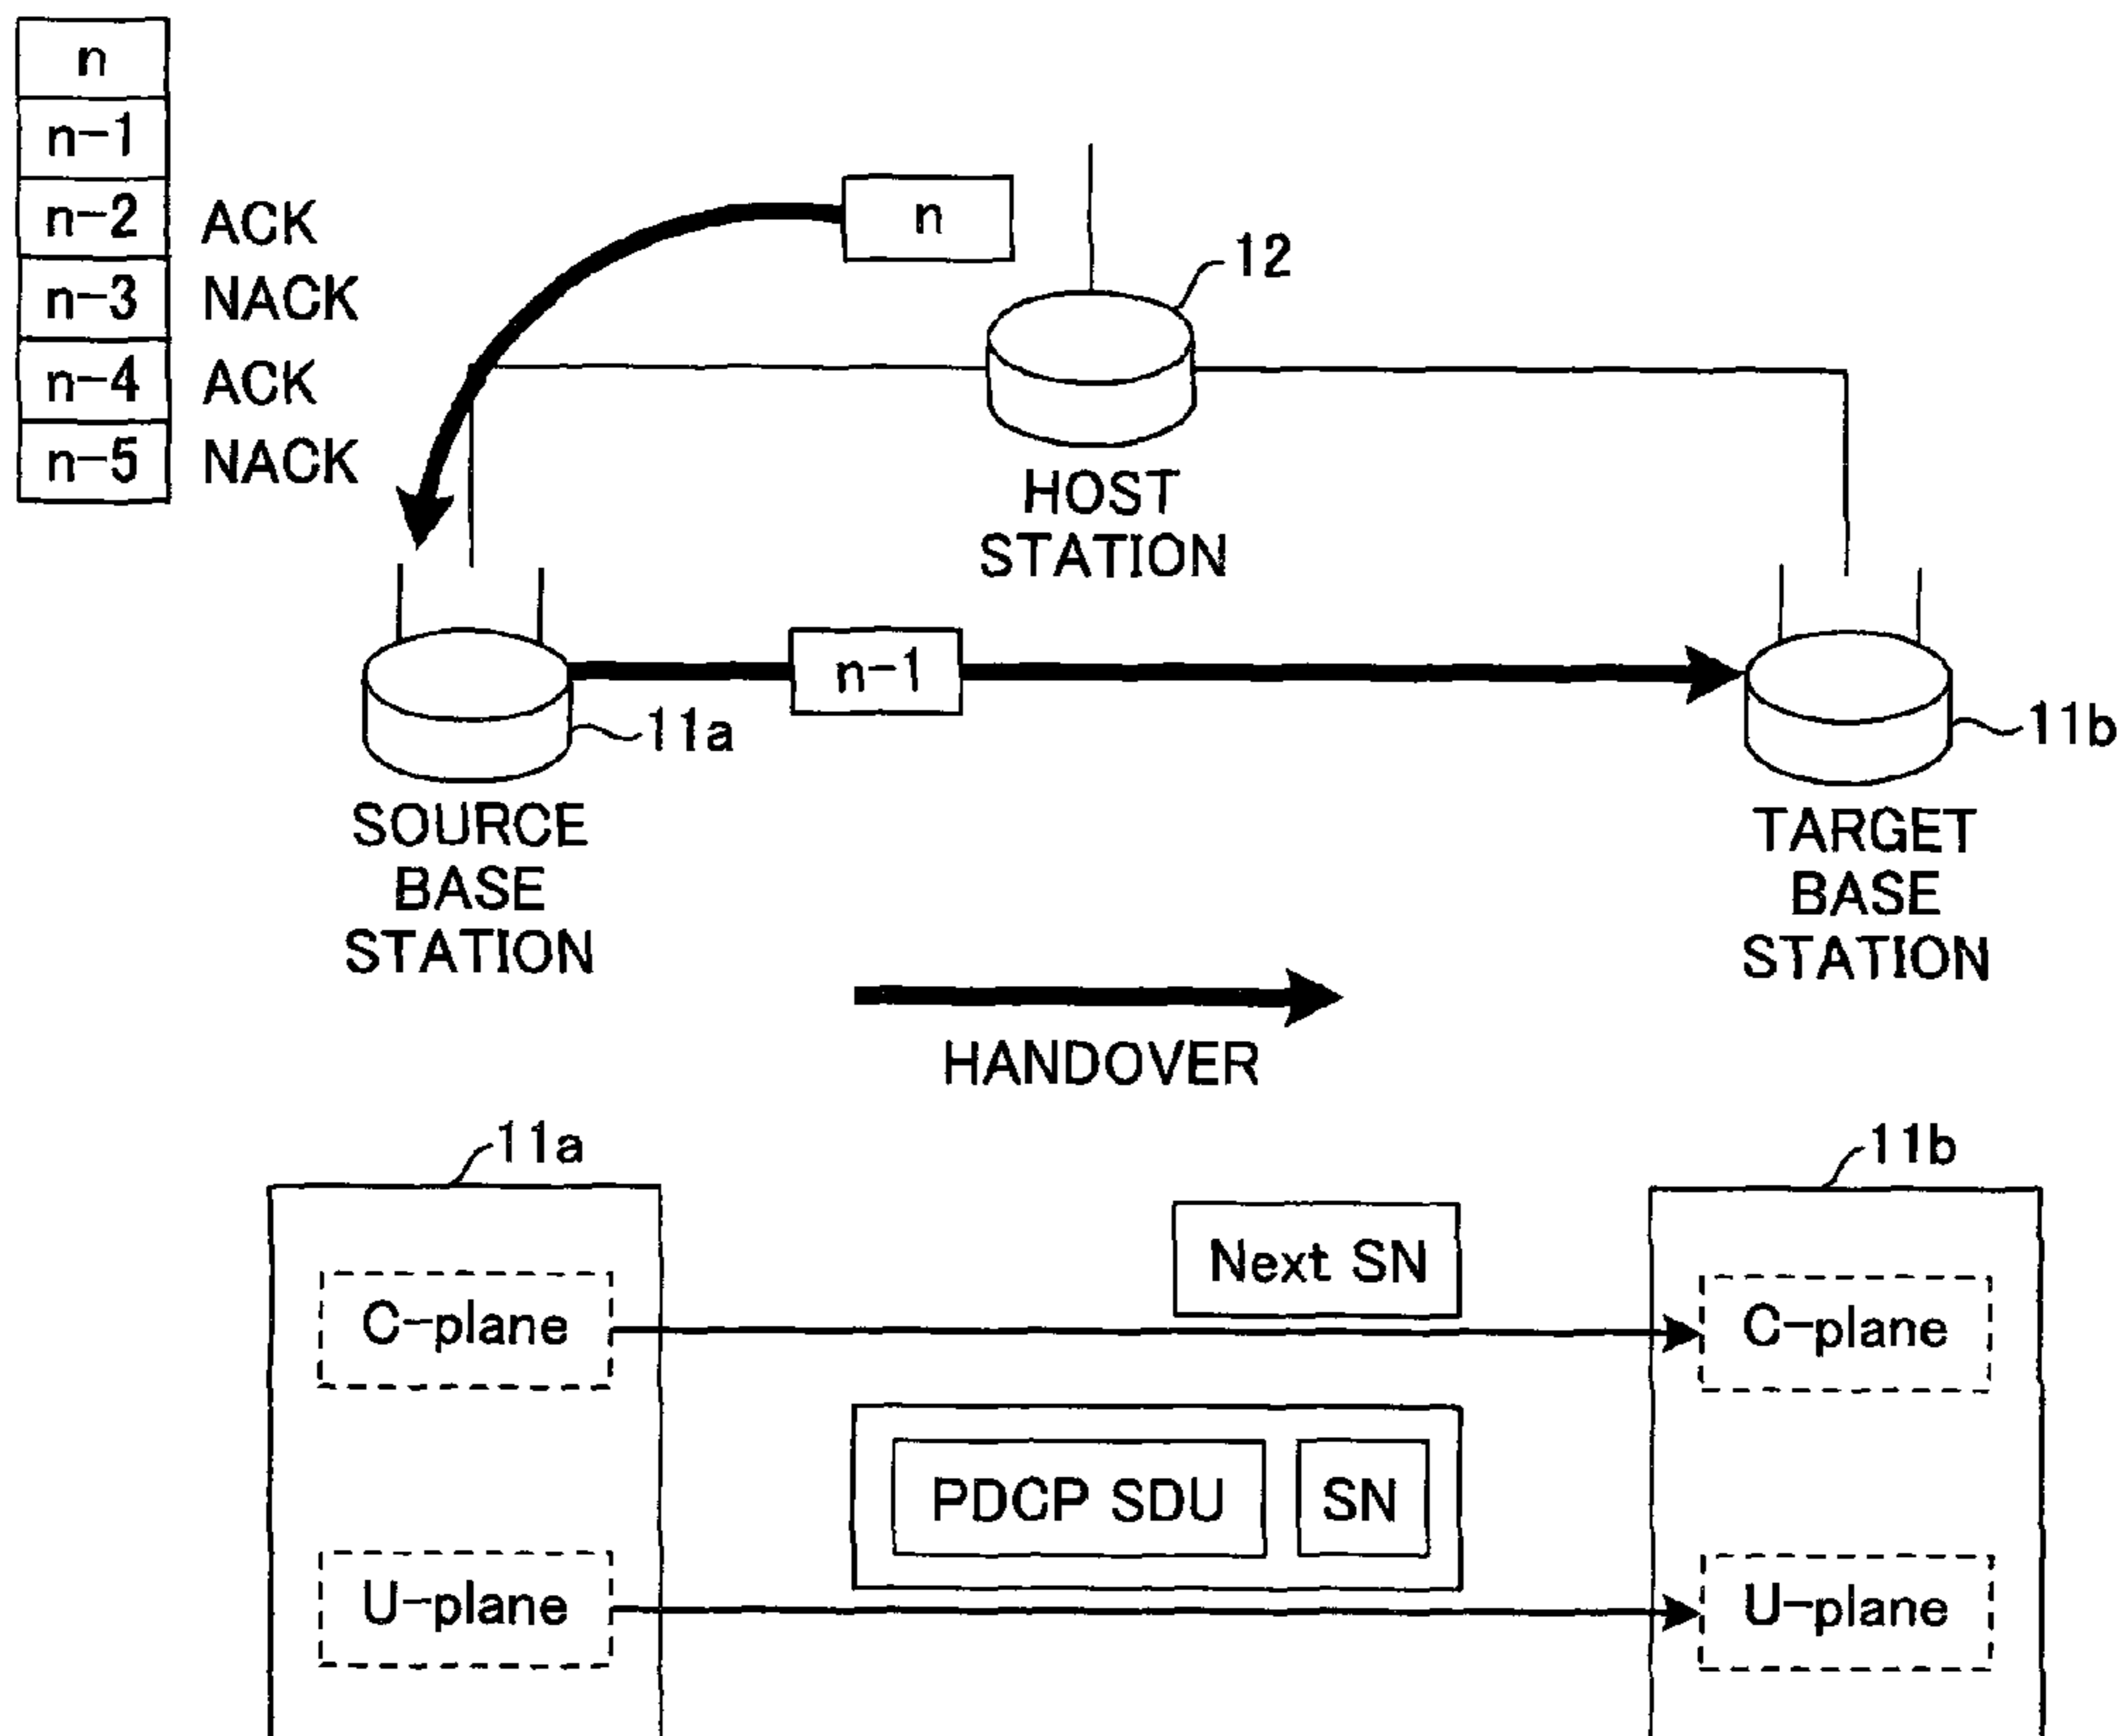 n
n-1
n-2 ACK
n-3 NACK
n-4 ACK
n-5 NACK
n
12
HOST
STATION
n-1
11a
11b
SOURCE
BASE
STATION
TARGET
BASE
STATION
HANDOVER
11a
11b
Next SN
C-plane
C-plane
PDCP SDU
SN
U-plane
U-plane